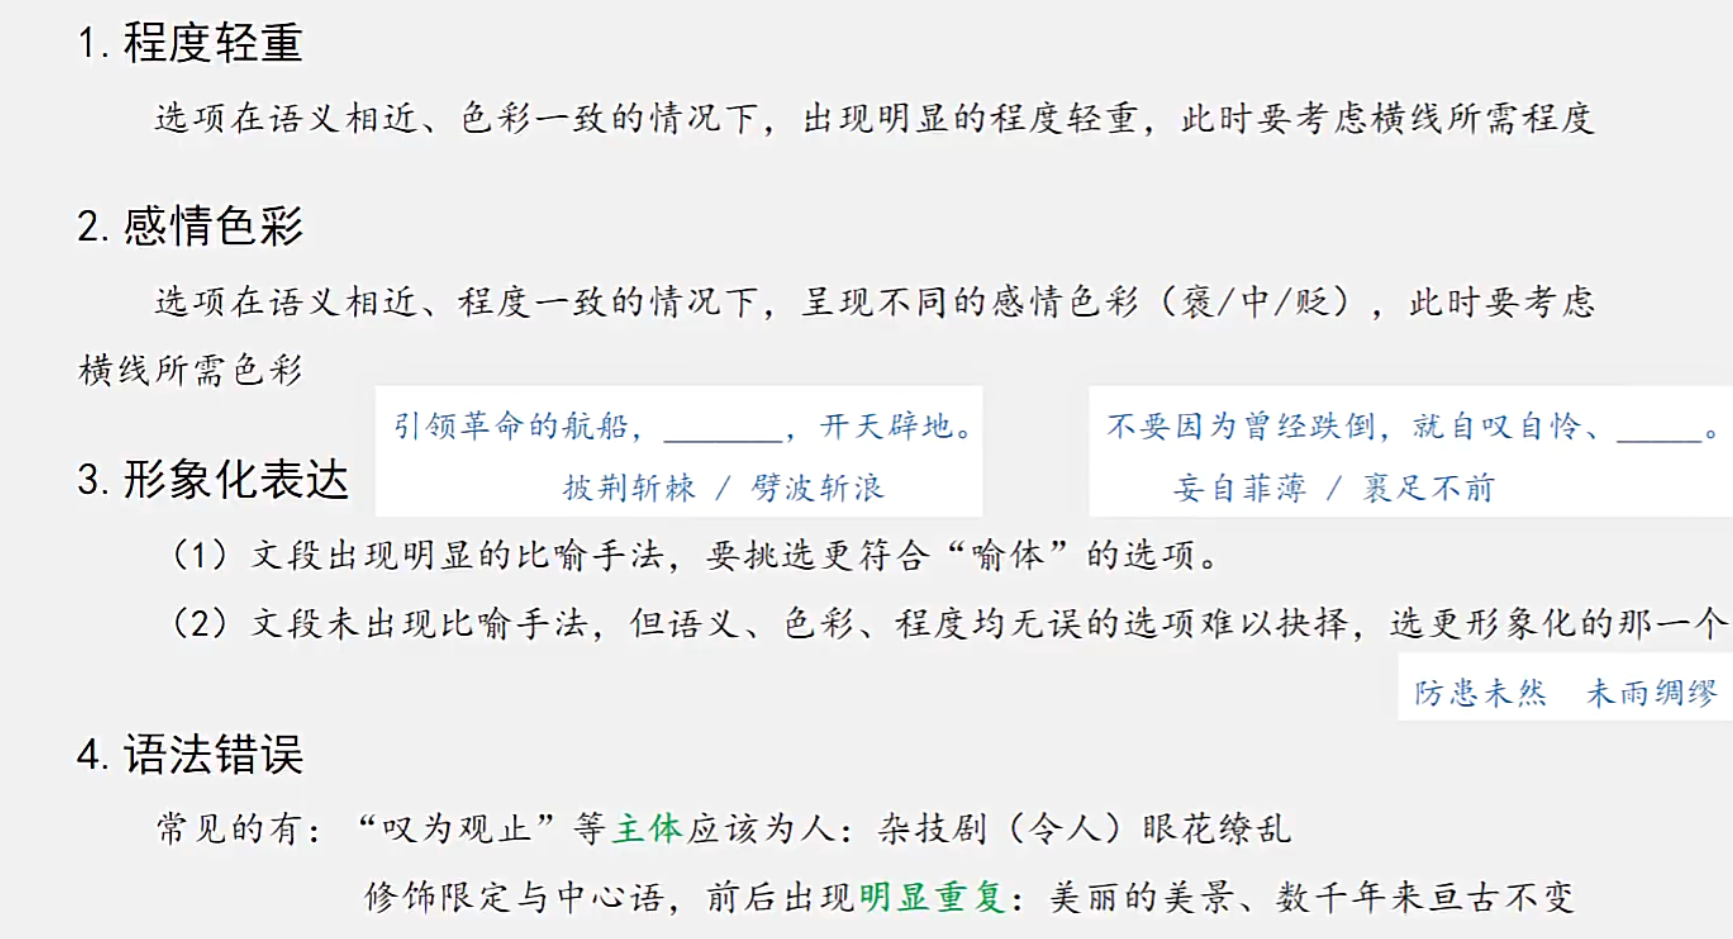 1. 程度轻重
选项在语义相近、色彩一致的情况下，出现明显的程度轻重，此时要考虑横线所需程度
2. 感情色彩
选项在语义相近、程度一致的情况下，呈现不同的感情色彩（褒/中/贬），此时要考虑
横线所需色彩
引领革命的航船，______，开天辟地。
披荆斩棘 / 劈波斩浪
不要因为曾经跌倒，就自叹自怜、_____。
妄自菲薄 / 裹足不前
3. 形象化表达
（1）文段出现明显的比喻手法，要挑选更符合“喻体”的选项。
（2）文段未出现比喻手法，但语义、色彩、程度均无误的选项难以抉择，选更形象化的那一个
防患未然 未雨绸缪
4. 语法错误
常见的有：“叹为观止”等主体应该为人：杂技剧（令人）眼花缭乱
修饰限定与中心语，前后出现明显重复：美丽的美景、数千年来亘古不变